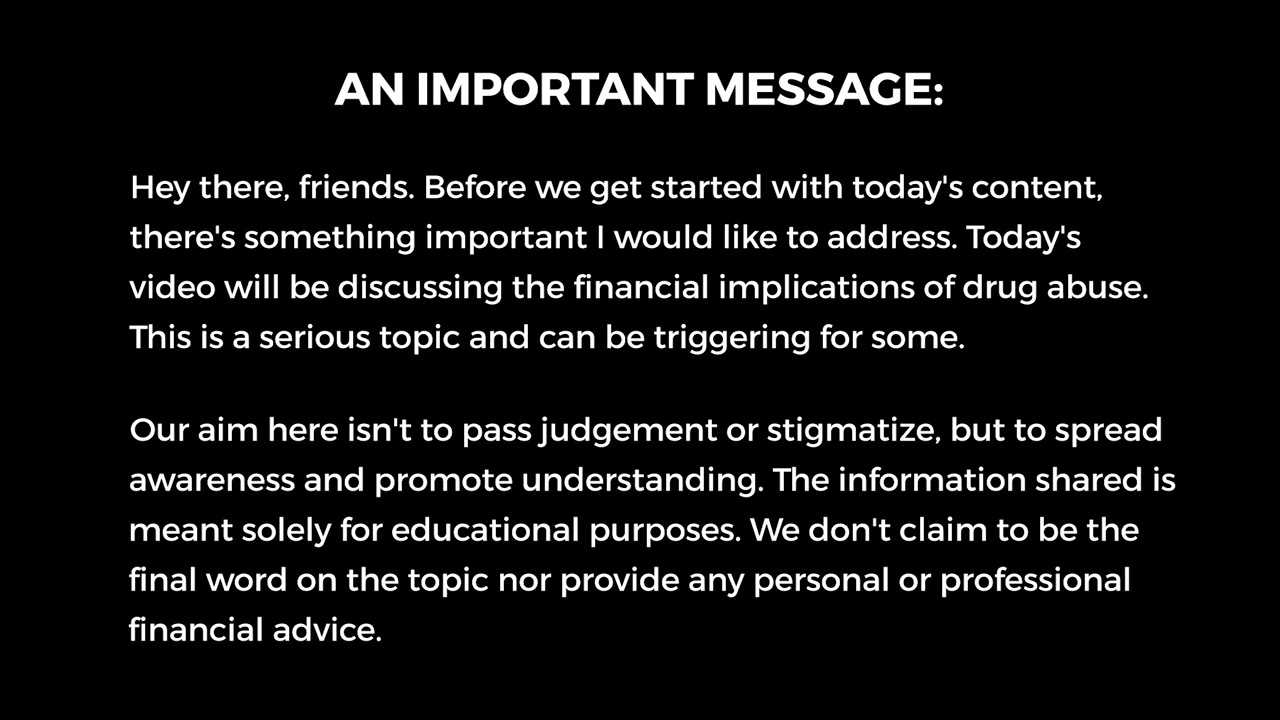 AN IMPORTANT MESSAGE:
Hey there, friends. Before we get started with today's content,
there's something important I would like to address. Today's
video will be discussing the financial implications of drug abuse.
This is a serious topic and can be triggering for some.
Our aim here isn't to pass judgement or stigmatize, but to spread
awareness and promote understanding. The information shared is
meant solely for educational purposes. We don't claim to be the
final word on the topic nor provide any personal or professional
financial advice.